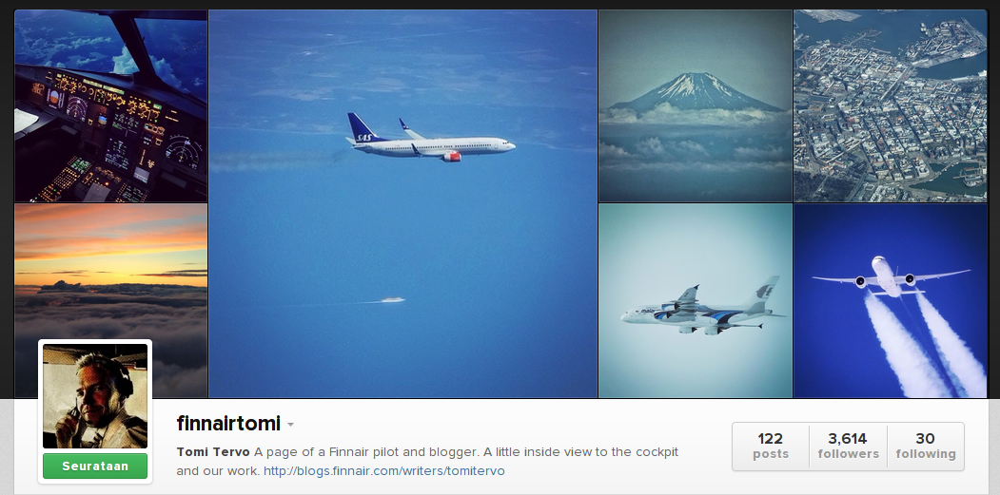 SAS
malay
finnairtomi
Tomi Tervo A page of a Finnair pilot and blogger. A little inside view to the cockpit
and our work. http://blogs.finnair.com/writers/tomitervo
Seurataan
122
posts
3,614
followers
30
following